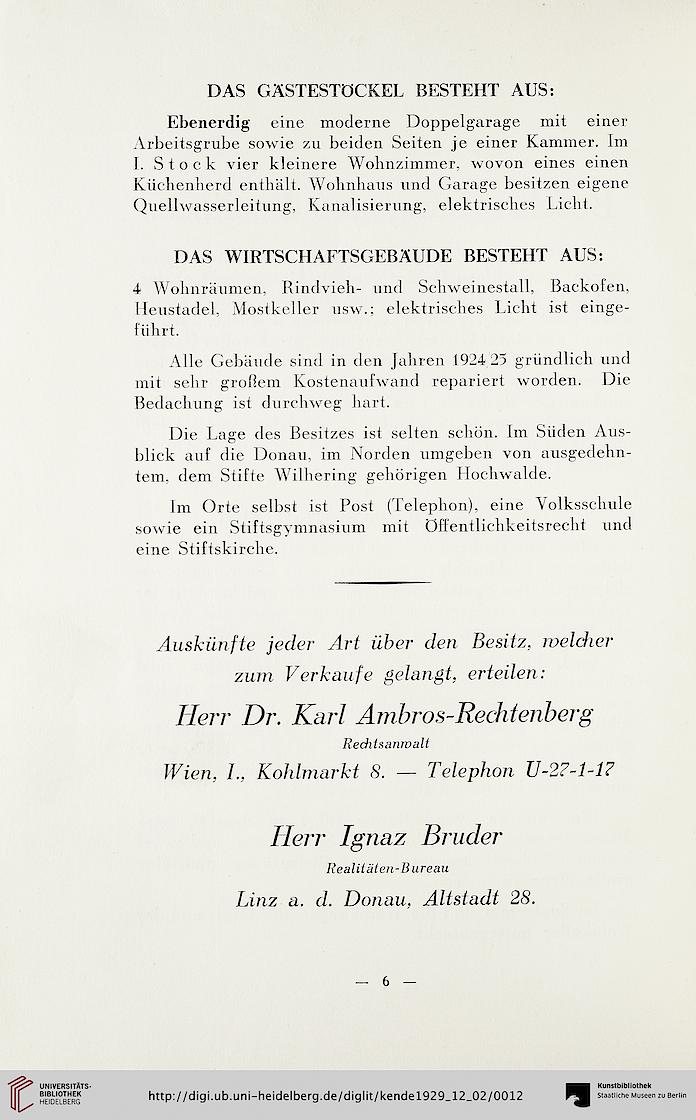 DAS GÄSTESTÖCKEL BESTEHT AUS:
Ebenerdig eine moderne Doppelgarage mit einer
Arbeitsgrube sowie zu beiden Seiten je einer Kammer. Im
I. Stock vier kleinere Wohnzimmer, wovon eines einen
Küchenherd enthält. Wohnhaus und Garage besitzen eigene
Quellwasserleitung, Kanalisierung, elektrisches Licht.
DAS WIRTSCHAFTSGEBÄUDE BESTEHT AUS:
4 Wohnräumen, Rindvieh- und Schweinestall, Backofen,
Heustadel, Mostkeller usw.; elektrisches Licht ist einge-
führt.
Alle Gebäude sind in den Jahren 1924 25 gründlich und
mit sehr großem Kostenaufwand repariert worden. Die
Bedachung ist durchweg hart.
Die Lage des Besitzes ist selten schön. Im Süden Aus-
blick auf die Donau, im Norden umgeben von ausgedehn-
tem, dem Stifte Wilhering gehörigen Hochwalde.
Im Orte selbst ist Post (Telephon), eine Volksschule
sowie ein Stiftsgymnasium mit Öffentlichkeitsrecht und
eine Stiftskirche.
Auskünfte jeder Art über den Besitz, welcher
zum Verkaufe gelangt, erteilen:
Herr Dr. Karl Ambros-Rechtenberg
Rechtsanwalt
Wien, I., Kohlmarkt 8. — Telephon U-27-1-17
Herr Ignaz Bruder
Realitäten-Bureau
Linz a. d. Donau, Altstadt 28.
— 6 —
UNIVERSITÄTS-
BIBLIOTHEK
HEIDELBERG
http://digi.ub.uni-heidelberg.de/diglit/kende1929_12_02/0012
Kunstbibliothek
Staatliche Museen zu Berlin